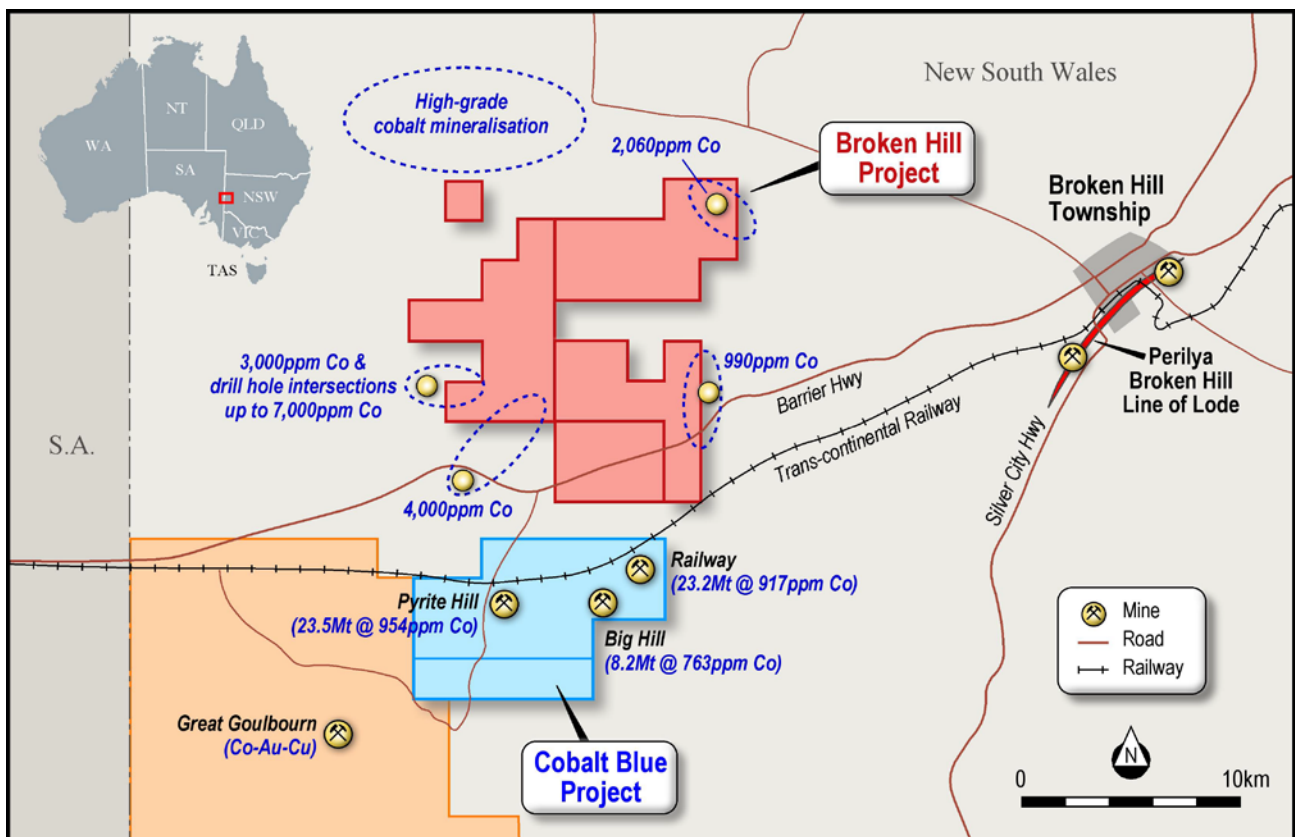 WA
NT
SA
QLD
NSW
VIC
TAS
High-grade
cobalt mineralisation
New South Wales
2,060ppm Co
Broken Hill
Project
Broken Hill
Township
3,000ppm Co &
drill hole intersections
up to 7,000ppm Co
990ppm Co
Barrier Hwy
Perilya
Broken Hill
Line of Lode
Trans-continental Railway
Silver City Hwy
S.A.
4,000ppm Co
Railway
(23.2Mt @ 917ppm Co)
Pyrite Hill
(23.5Mt @ 954ppm Co)
Big Hill
(8.2Mt @ 763ppm Co)
Great Goulbourn
(Co-Au-Cu)
Cobalt Blue
Project
Mine
Road
Railway
N
0 10km